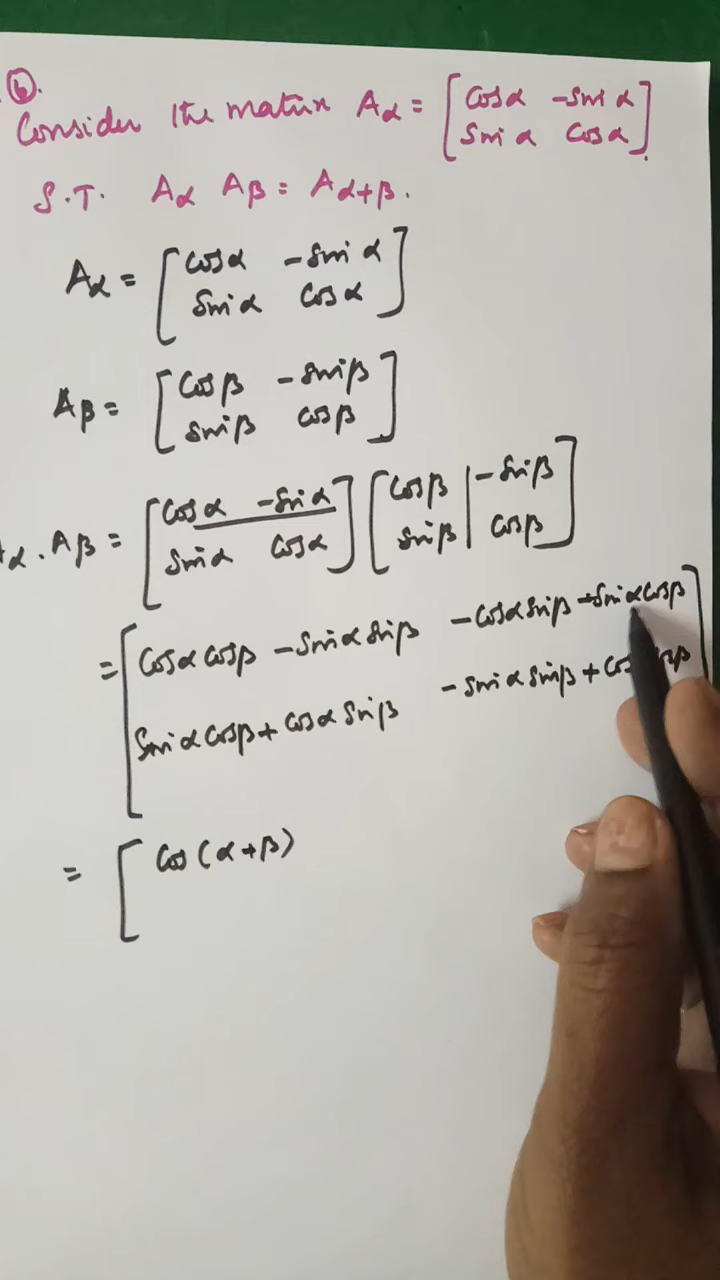 (b).
Consider the matrix Aα = [cosα -sinα
sinα cosα].
S.T. Aα Aβ = Aα+β.
Aα = [cosα -sinα
sinα cosα]
Aβ = [cosβ -sinβ
sinβ cosβ]
α . Aβ = [cosα -sinα [cosβ | -sinβ
sinα cosα] sinβ | cosβ]
= [cosα cosβ - sinα sinβ -cosα sinβ - sinα cosβ
sinα cosβ + cosα sinβ -sinα sinβ +
= [cos(α+β)